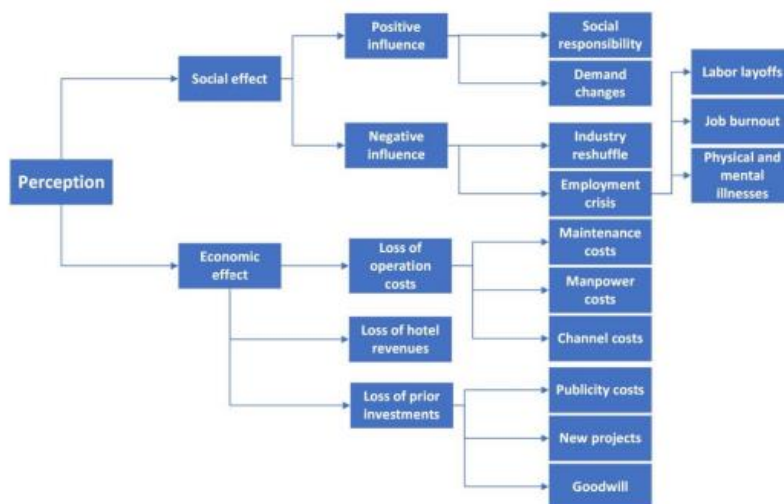 Perception
Social effect
Positive
influence
Social
responsibility
Demand
changes
Negative
influence
Industry
reshuffle
Employment
crisis
Labor layoffs
Job burnout
Physical and
mental
illnesses
Economic
effect
Loss of
operation
costs
Maintenance
costs
Manpower
costs
Channel costs
Loss of hotel
revenues
Loss of prior
investments
Publicity costs
New projects
Goodwill